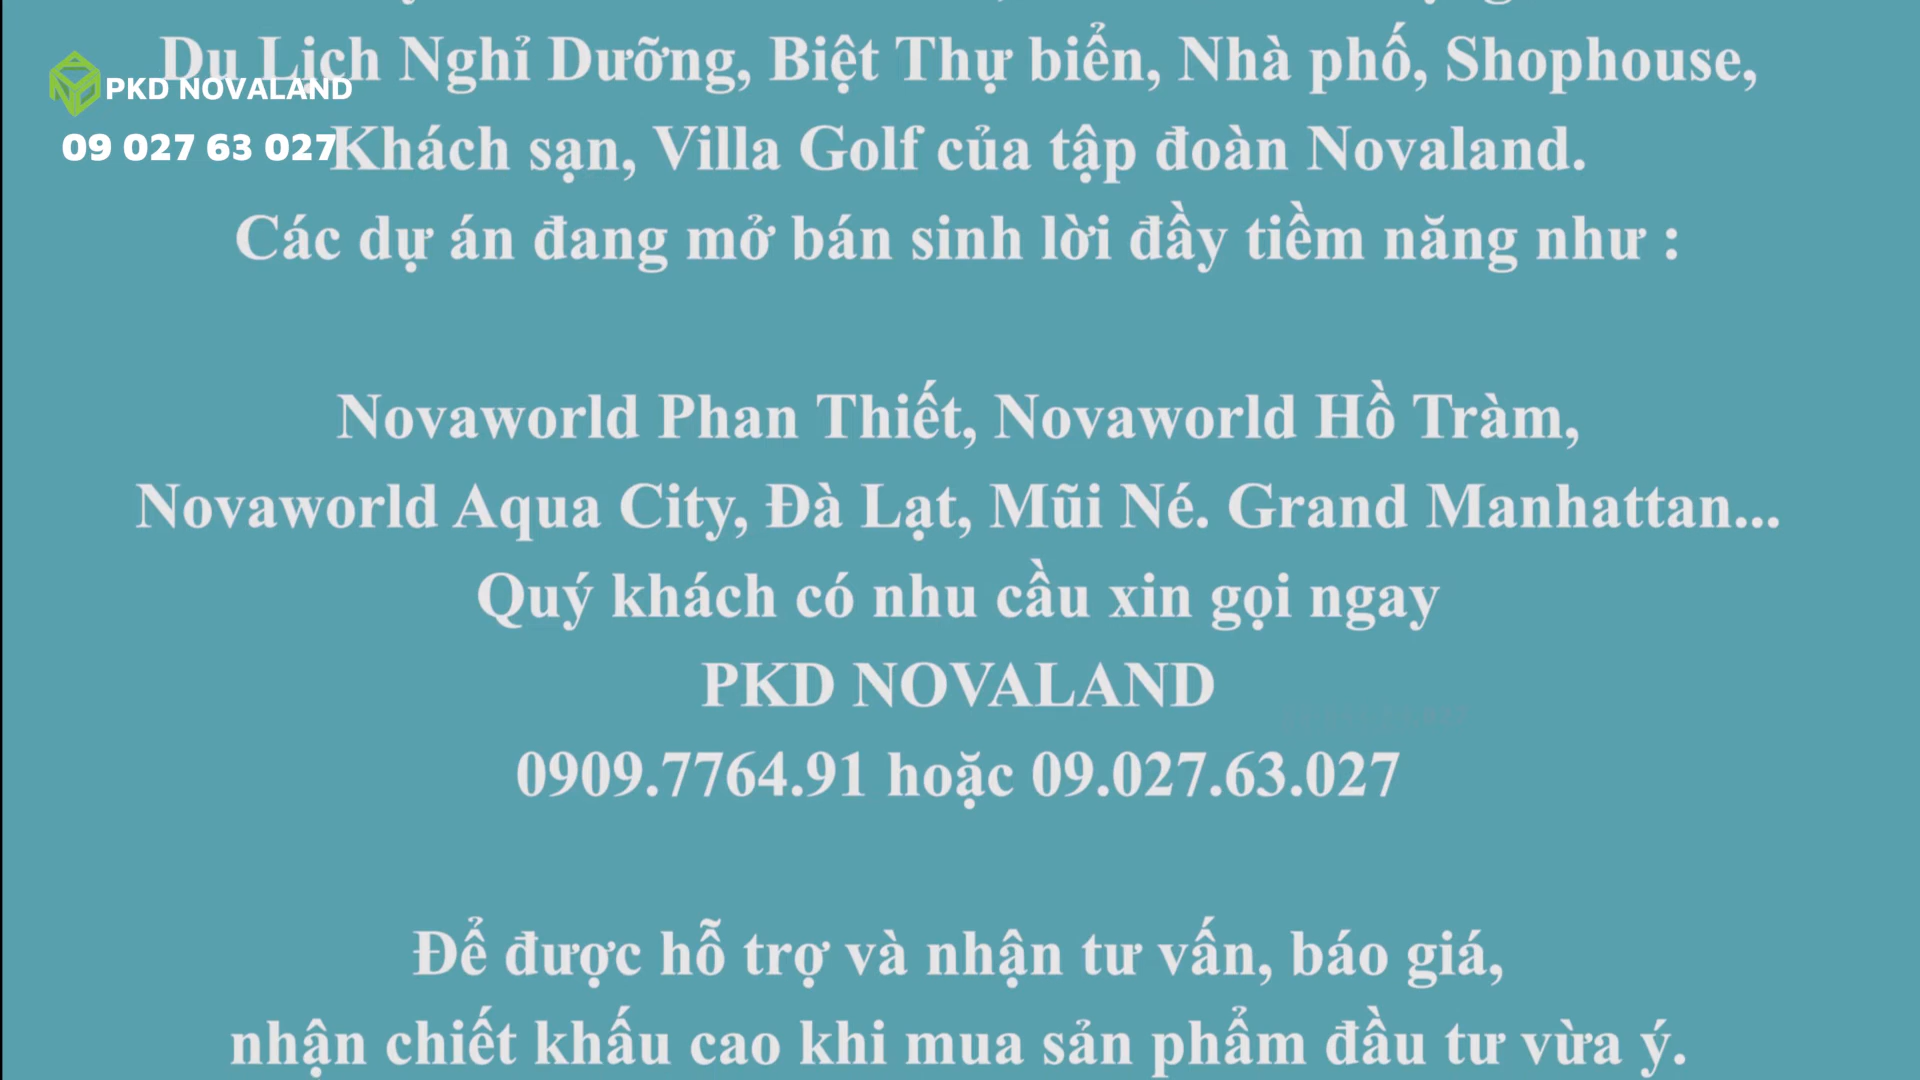 Du Lịch Nghỉ Dưỡng, Biệt Thự biển, Nhà phố, Shophouse,
PKD NOVALAND
09 027 63 027
Khách sạn, Villa Golf của tập đoàn Novaland.
Các dự án đang mở bán sinh lời đầy tiềm năng như :
Novaworld Phan Thiết, Novaworld Hồ Tràm,
Novaworld Aqua City, Đà Lạt, Mũi Né. Grand Manhattan...
Quý khách có nhu cầu xin gọi ngay
PKD NOVALAND
0909.7764.91 hoặc 09.027.63.027
Để được hỗ trợ và nhận tư vấn, báo giá,
nhận chiết khấu cao khi mua sản phẩm đầu tư vừa ý.